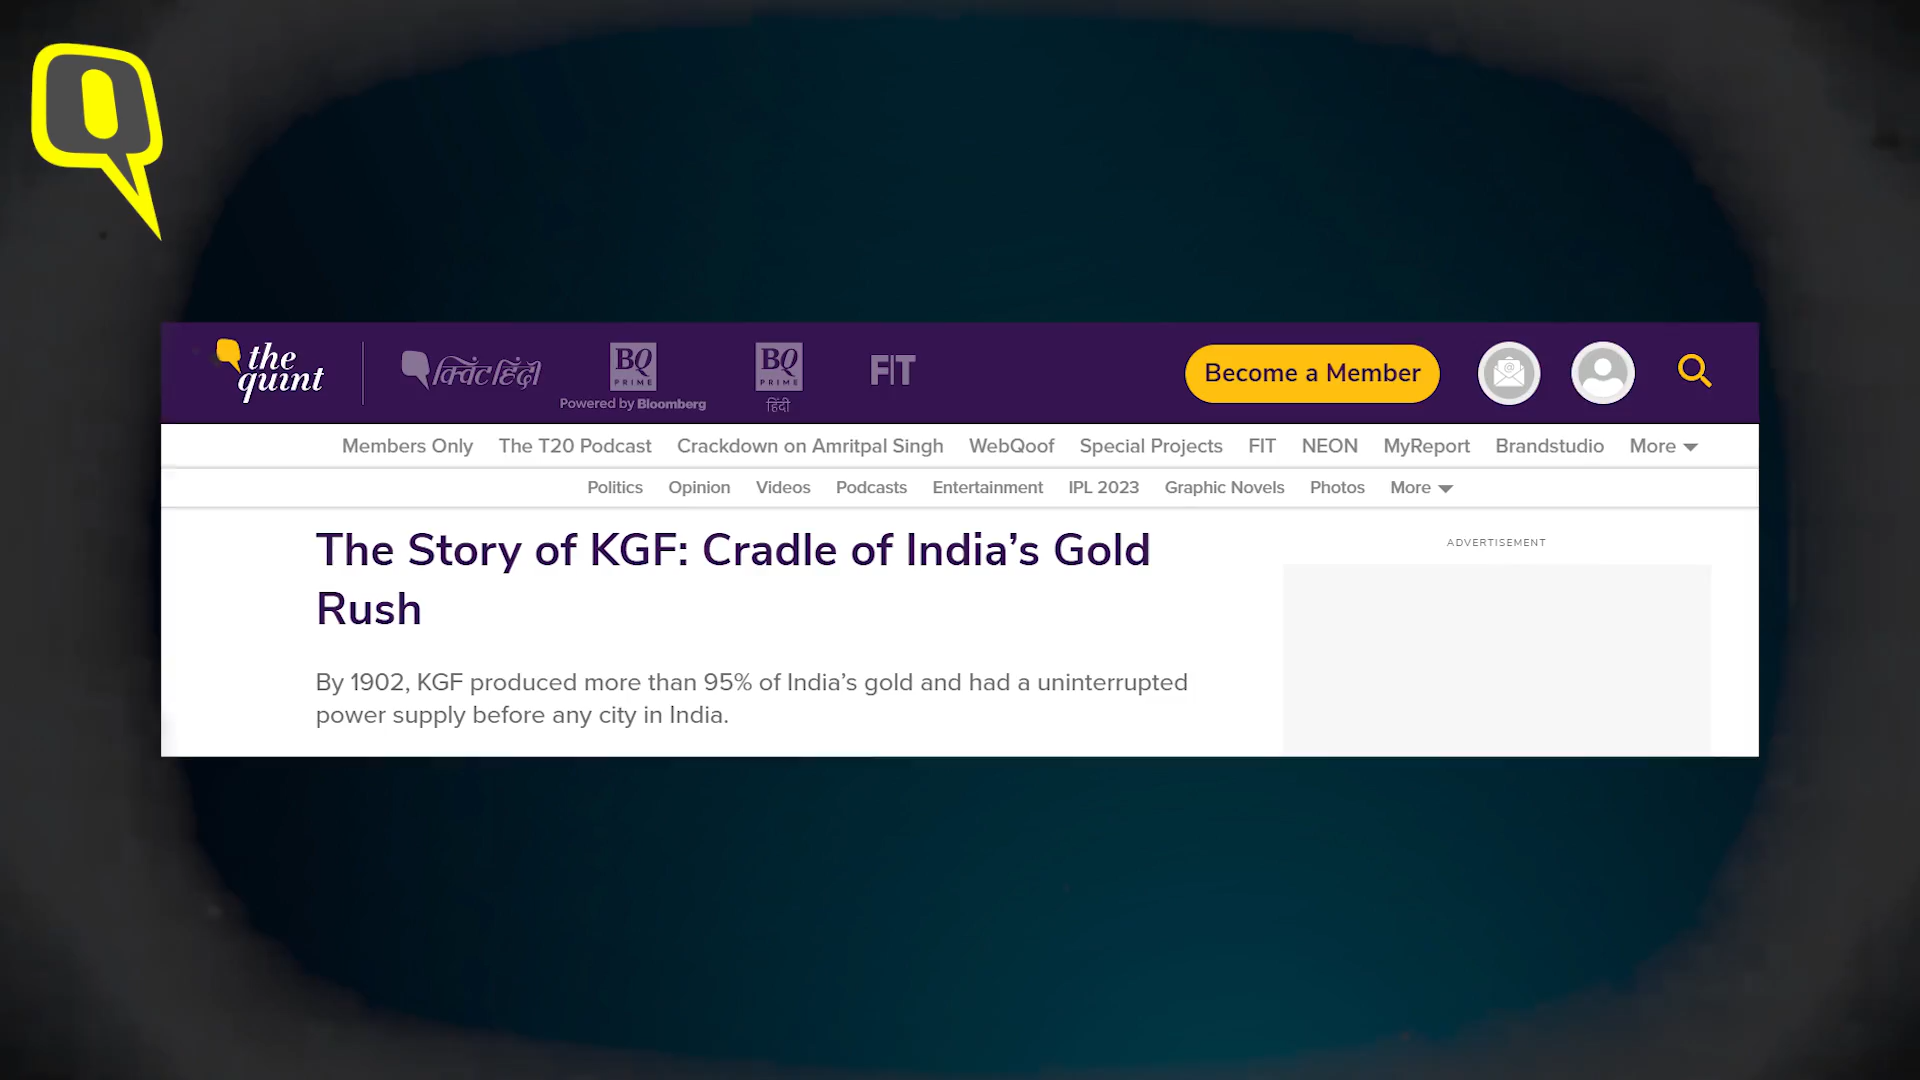 the
quint
क्विंट हिंदी
BQ
PRIME
Powered by Bloomberg
BQ
PRIME
हिंदी
FIT
Become a Member
Members Only The T20 Podcast Crackdown on Amritpal Singh WebQoof Special Projects FIT NEON MyReport Brandstudio More
Politics Opinion Videos Podcasts Entertainment IPL 2023 Graphic Novels Photos More
The Story of KGF: Cradle of India’s Gold
Rush
ADVERTISEMENT
By 1902, KGF produced more than 95% of India’s gold and had a uninterrupted
power supply before any city in India.